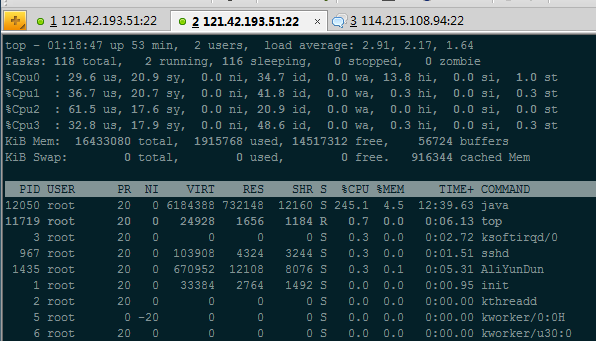 1 121.42.193.51:22 2 121.42.193.51:22 × 3 114.215.108.94:22
top - 01:18:47 up 53 min, 2 users, load average: 2.91, 2.17, 1.64
Tasks: 118 total, 2 running, 116 sleeping, 0 stopped, 0 zombie
%Cpu0 : 29.6 us, 20.9 sy, 0.0 ni, 34.7 id, 0.0 wa, 13.8 hi, 0.0 si, 1.0 st
%Cpu1 : 36.7 us, 20.7 sy, 0.0 ni, 41.8 id, 0.0 wa, 0.3 hi, 0.0 si, 0.3 st
%Cpu2 : 61.5 us, 17.6 sy, 0.0 ni, 20.9 id, 0.0 wa, 0.0 hi, 0.0 si, 0.0 st
%Cpu3 : 32.8 us, 17.9 sy, 0.0 ni, 48.6 id, 0.0 wa, 0.3 hi, 0.0 si, 0.3 st
KiB Mem: 16433080 total, 1915768 used, 14517312 free, 56724 buffers
KiB Swap: 0 total, 0 used, 0 free. 916344 cached Mem
PID USER PR NI VIRT RES SHR S %CPU %MEM TIME+ COMMAND
12050 root 20 0 6184388 732148 12160 S 245.1 4.5 12:39.63 java
11719 root 20 0 24928 1656 1184 R 0.7 0.0 0:06.13 top
3 root 20 0 0 0 0 S 0.3 0.0 0:02.72 ksoftirqd/0
967 root 20 0 103908 4324 3244 S 0.3 0.0 0:01.51 sshd
1435 root 20 0 670952 12108 8076 S 0.3 0.1 0:05.31 AliYunDun
1 root 20 0 33384 2764 1492 S 0.0 0.0 0:00.95 init
2 root 20 0 0 0 0 S 0.0 0.0 0:00.00 kthreadd
5 root 0 -20 0 0 0 S 0.0 0.0 0:00.00 kworker/0:0H
6 root 20 0 0 0 0 S 0.0 0.0 0:00.00 kworker/u30:0